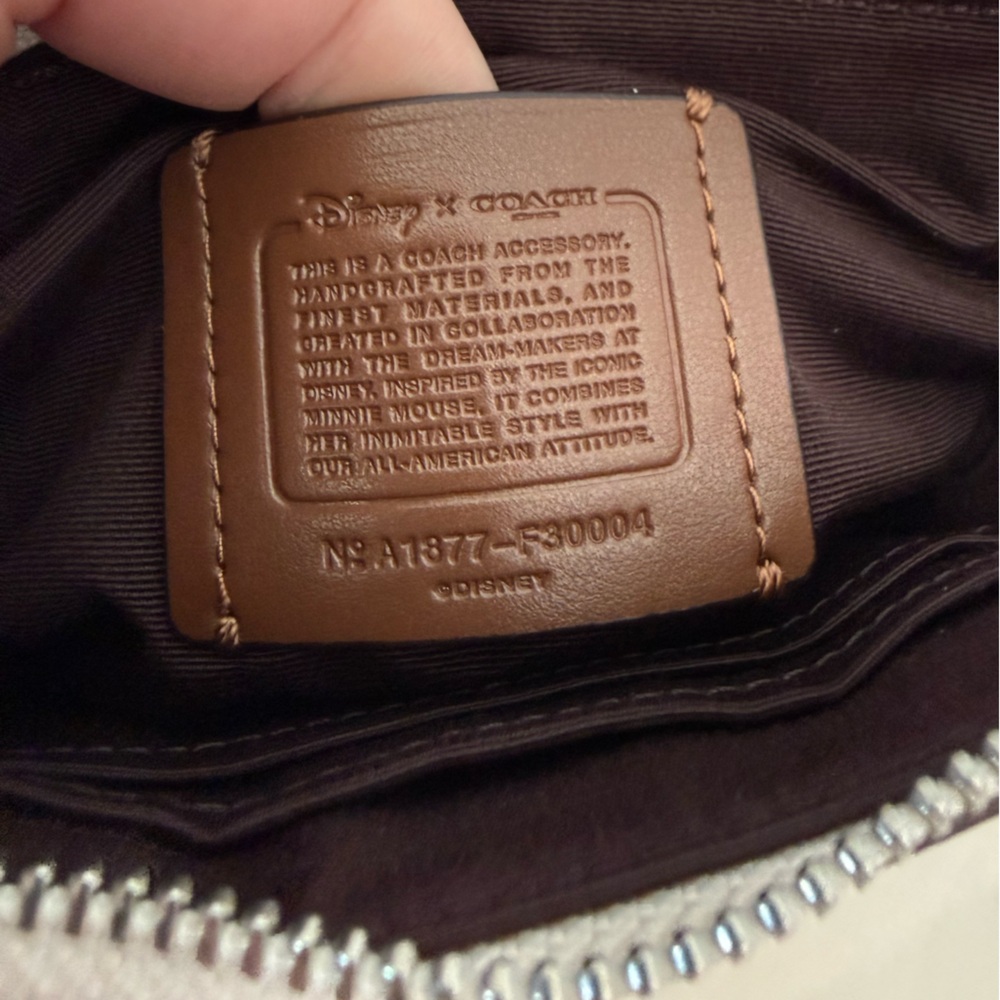 Disney × COACH
THIS IS A COACH ACCESSORY.
HANDCRAFTED FROM THE
FINEST MATERIALS, AND
CREATED IN COLLABORATION
WITH THE DREAM-MAKERS AT
DISNEY. INSPIRED BY THE ICONIC
MINNIE MOUSE, IT COMBINES
HER INIMITABLE STYLE WITH
OUR ALL-AMERICAN ATTITUDE.
Nº A1877-F30004
©DISNEY